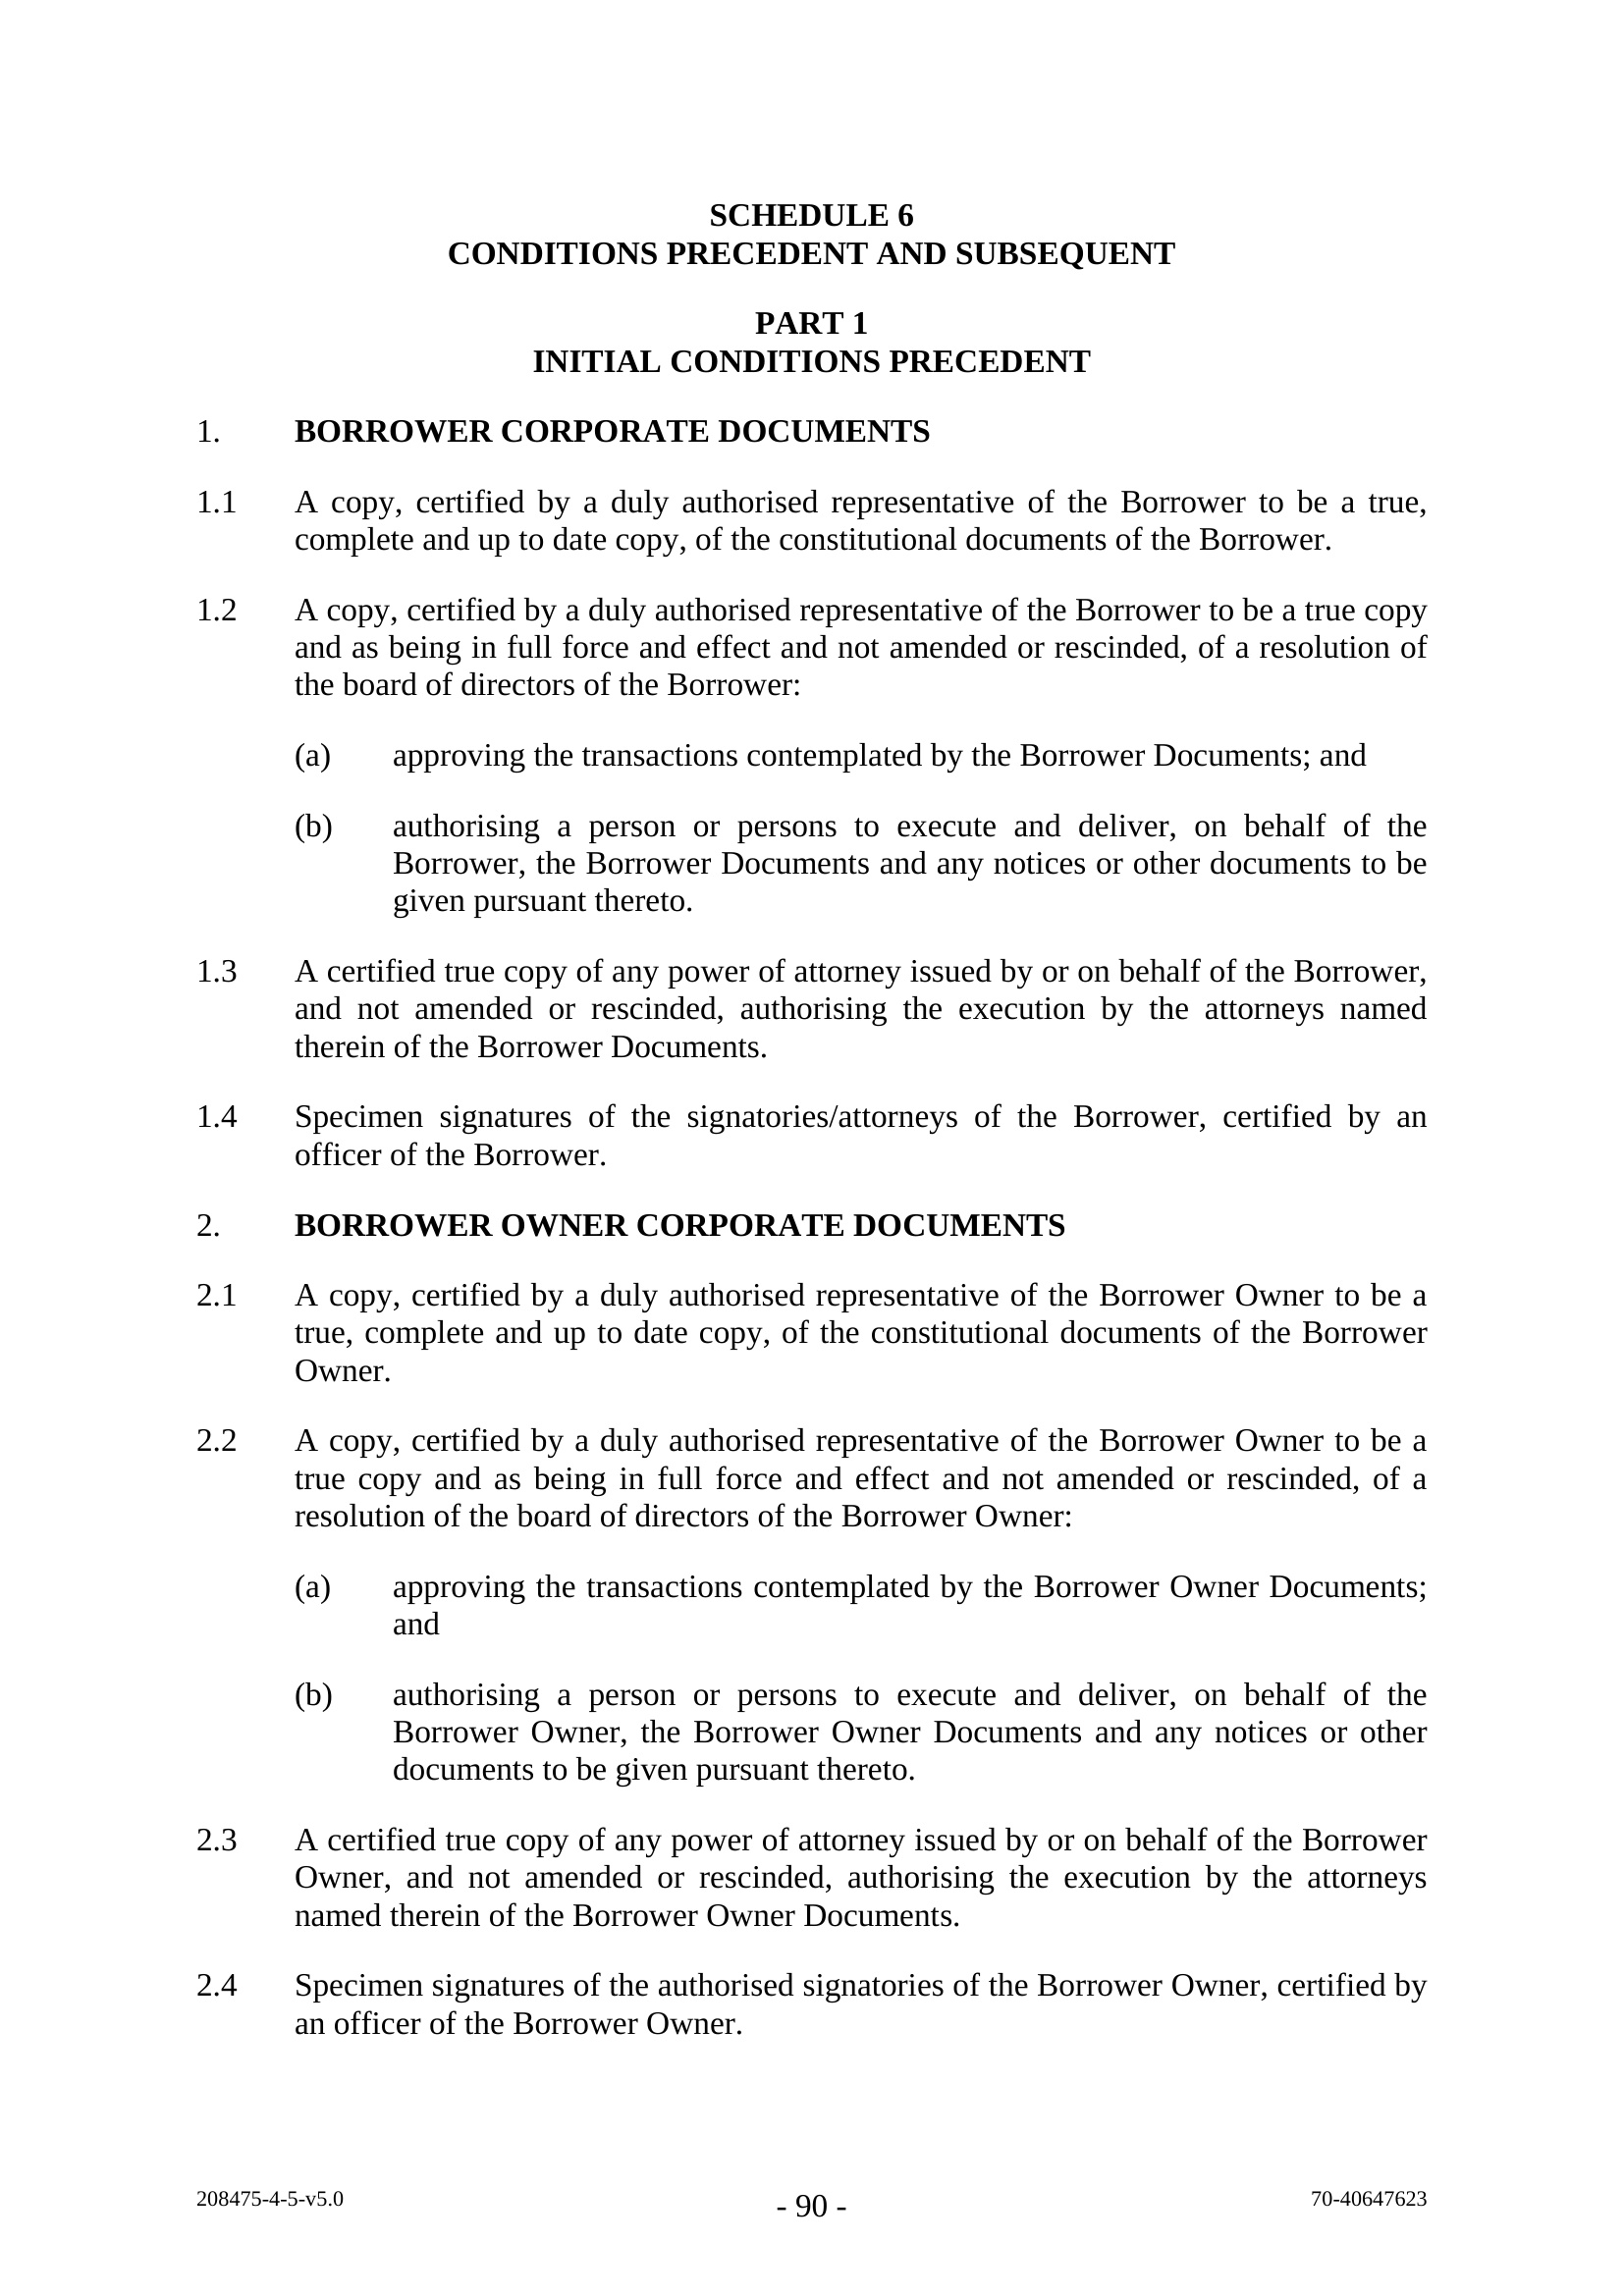 SCHEDULE 6
CONDITIONS PRECEDENT AND SUBSEQUENT
PART 1
INITIAL CONDITIONS PRECEDENT
1. BORROWER CORPORATE DOCUMENTS
1.1 A copy, certified by a duly authorised representative of the Borrower to be a true,
complete and up to date copy, of the constitutional documents of the Borrower.
1.2 A copy, certified by a duly authorised representative of the Borrower to be a true copy
and as being in full force and effect and not amended or rescinded, of a resolution of
the board of directors of the Borrower:
(a) approving the transactions contemplated by the Borrower Documents; and
(b) authorising a person or persons to execute and deliver, on behalf of the
Borrower, the Borrower Documents and any notices or other documents to be
given pursuant thereto.
1.3 A certified true copy of any power of attorney issued by or on behalf of the Borrower,
and not amended or rescinded, authorising the execution by the attorneys named
therein of the Borrower Documents.
1.4 Specimen signatures of the signatories/attorneys of the Borrower, certified by an
officer of the Borrower.
2. BORROWER OWNER CORPORATE DOCUMENTS
2.1 A copy, certified by a duly authorised representative of the Borrower Owner to be a
true, complete and up to date copy, of the constitutional documents of the Borrower
Owner.
2.2 A copy, certified by a duly authorised representative of the Borrower Owner to be a
true copy and as being in full force and effect and not amended or rescinded, of a
resolution of the board of directors of the Borrower Owner:
(a) approving the transactions contemplated by the Borrower Owner Documents;
and
(b) authorising a person or persons to execute and deliver, on behalf of the
Borrower Owner, the Borrower Owner Documents and any notices or other
documents to be given pursuant thereto.
2.3 A certified true copy of any power of attorney issued by or on behalf of the Borrower
Owner, and not amended or rescinded, authorising the execution by the attorneys
named therein of the Borrower Owner Documents.
2.4 Specimen signatures of the authorised signatories of the Borrower Owner, certified by
an officer of the Borrower Owner.
208475-4-5-v5.0 - 90 - 70-40647623